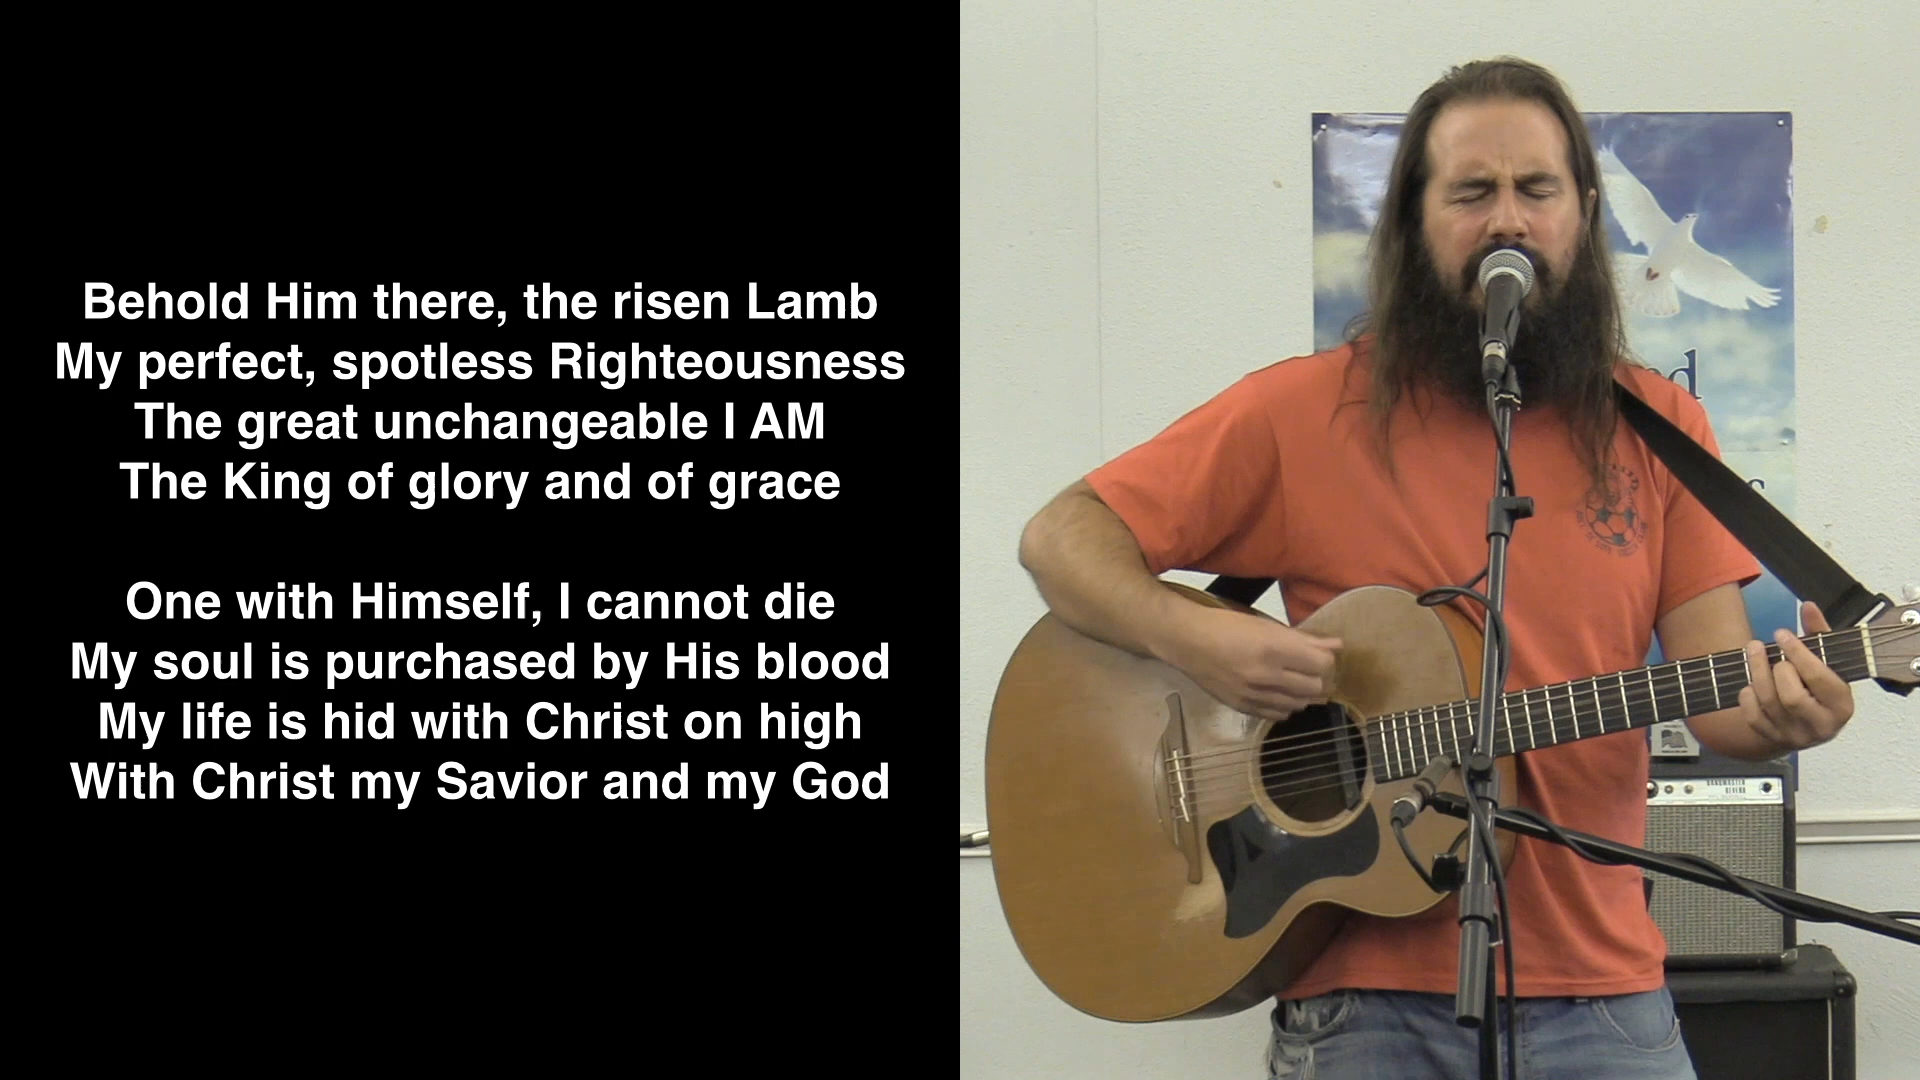 Behold Him there, the risen Lamb
My perfect, spotless Righteousness
The great unchangeable I AM
The King of glory and of grace
One with Himself, I cannot die
My soul is purchased by His blood
My life is hid with Christ on high
With Christ my Savior and my God